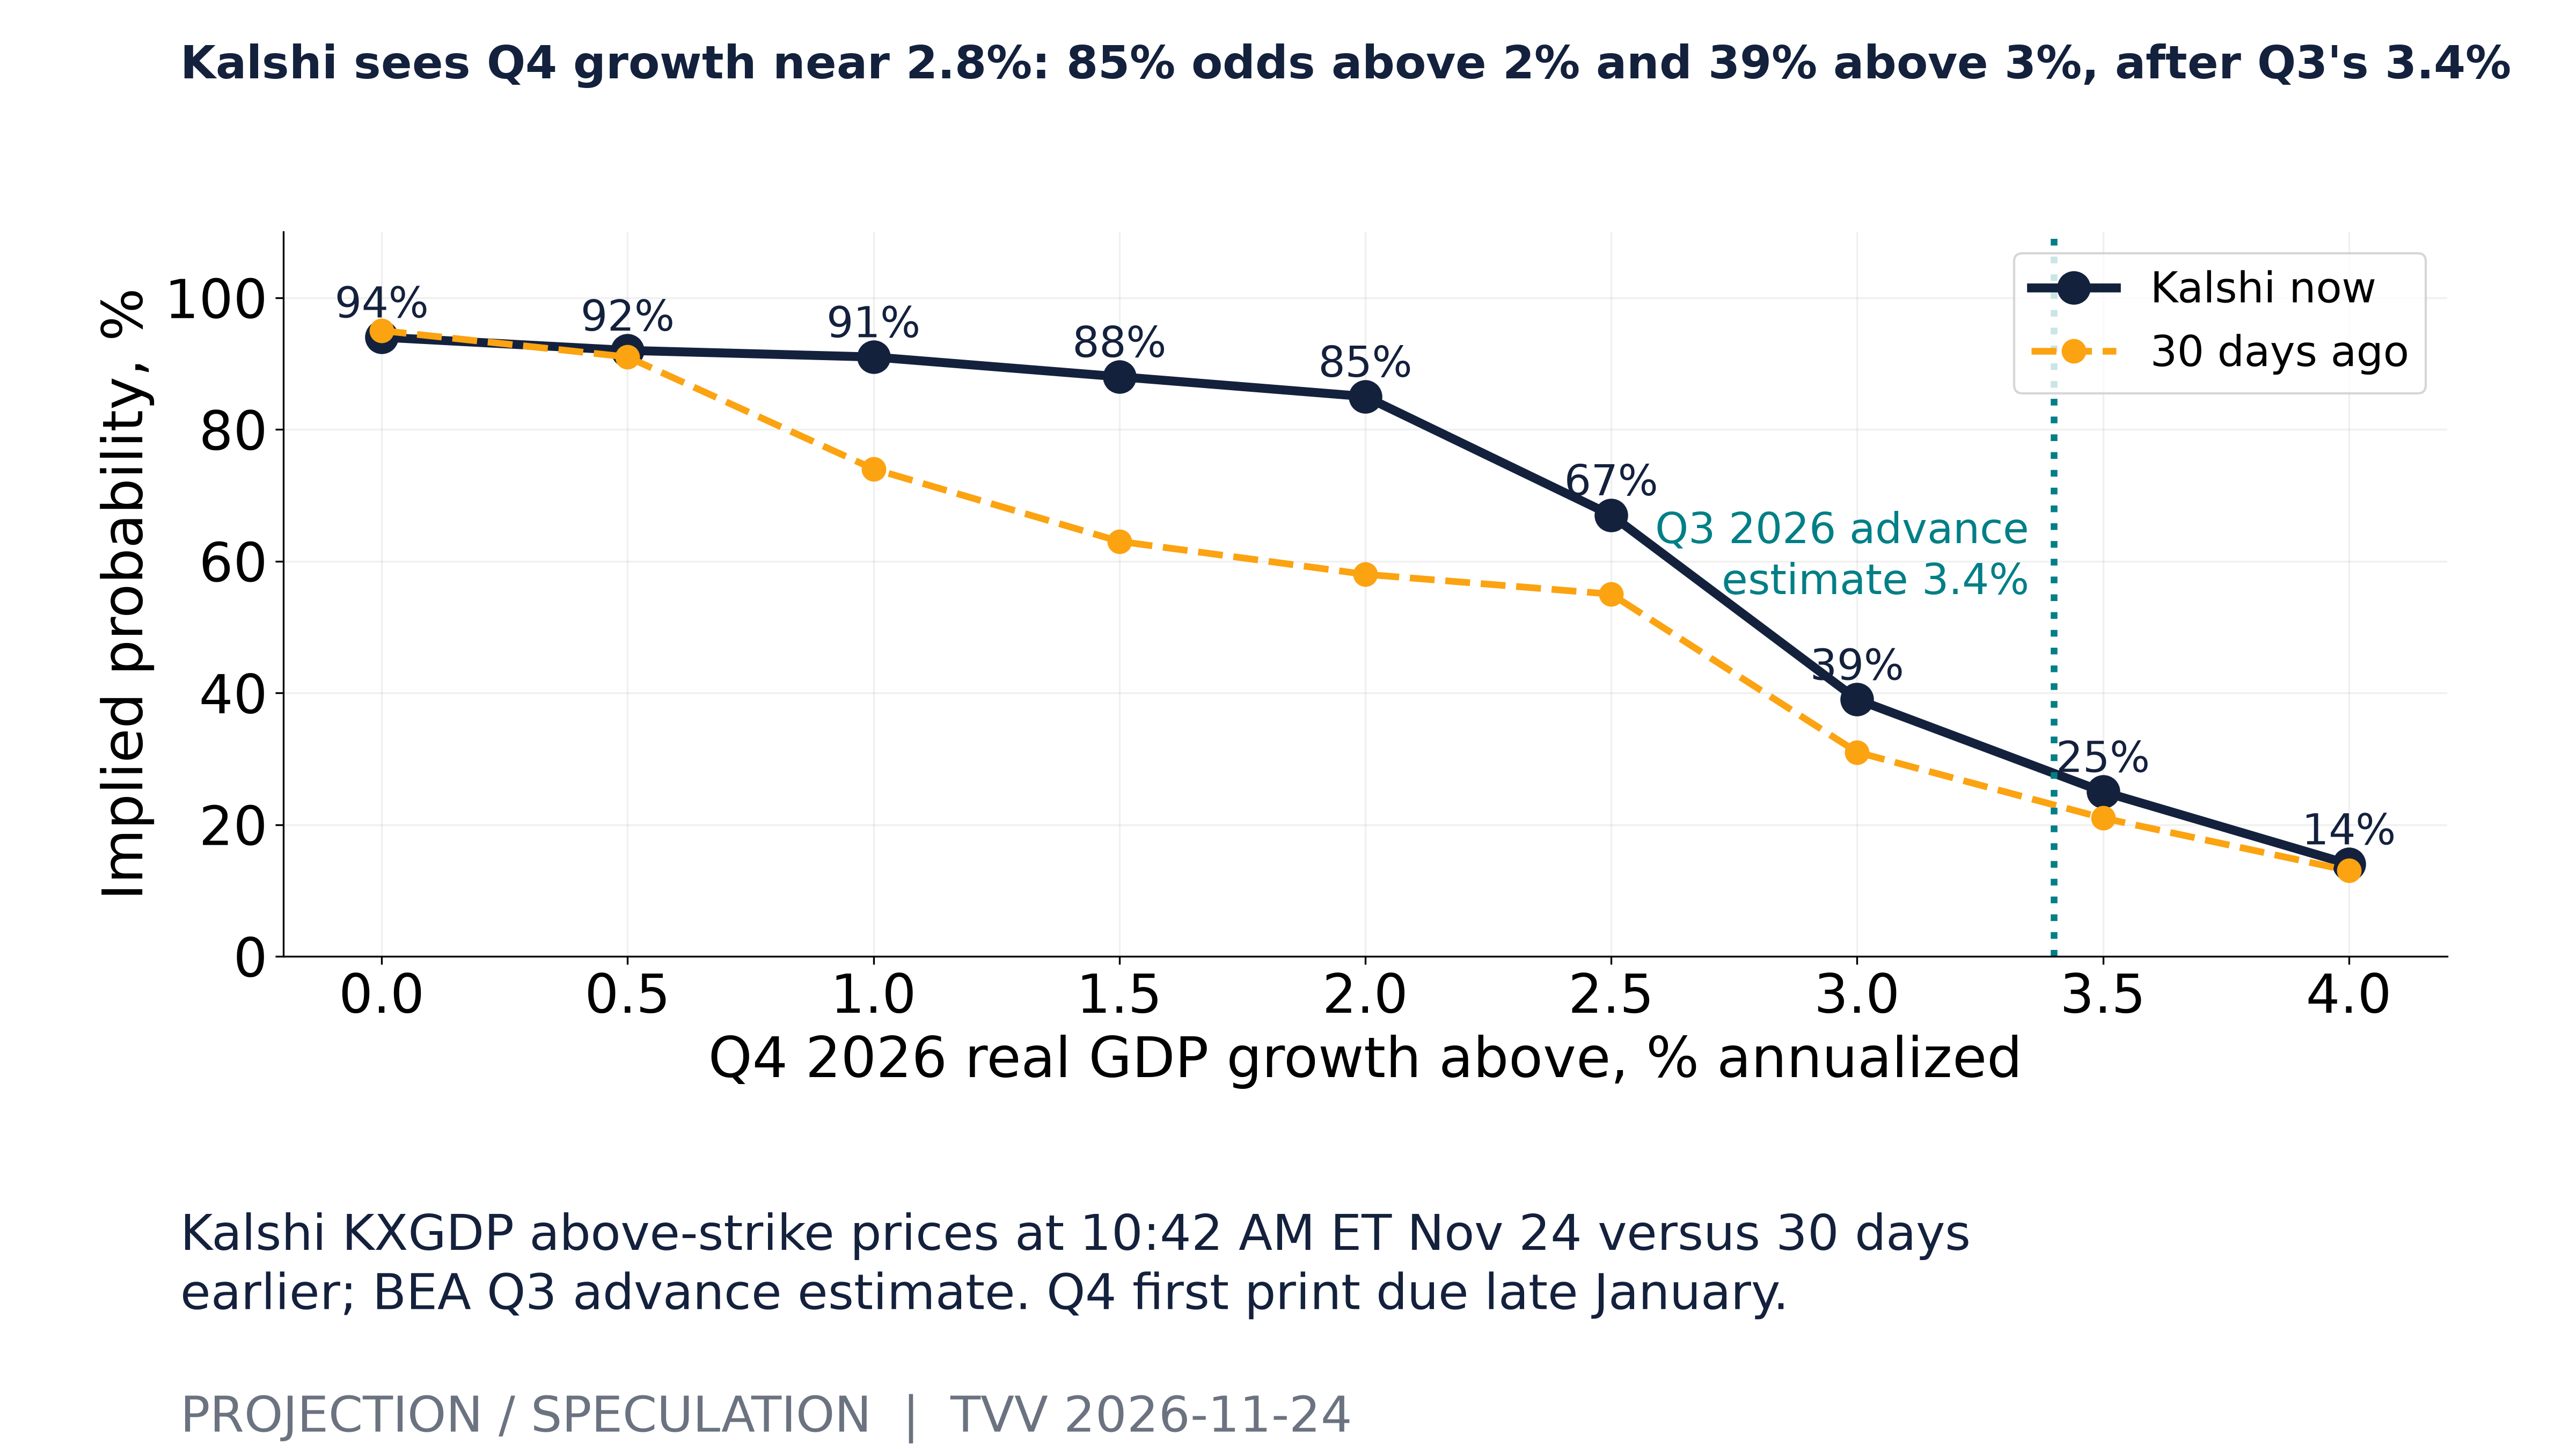 Kalshi sees Q4 growth near 2.8%: 85% odds above 2% and 39% above 3%, after Q3's 3.4%
Implied probability, %
100
80
60
40
20
0
94%
92%
91%
88%
85%
67%
39%
25%
14%
Q3 2026 advance
estimate 3.4%
Kalshi now
30 days ago
0.0 0.5 1.0 1.5 2.0 2.5 3.0 3.5 4.0
Q4 2026 real GDP growth above, % annualized
Kalshi KXGDP above-strike prices at 10:42 AM ET Nov 24 versus 30 days
earlier; BEA Q3 advance estimate. Q4 first print due late January.
PROJECTION / SPECULATION | TVV 2026-11-24